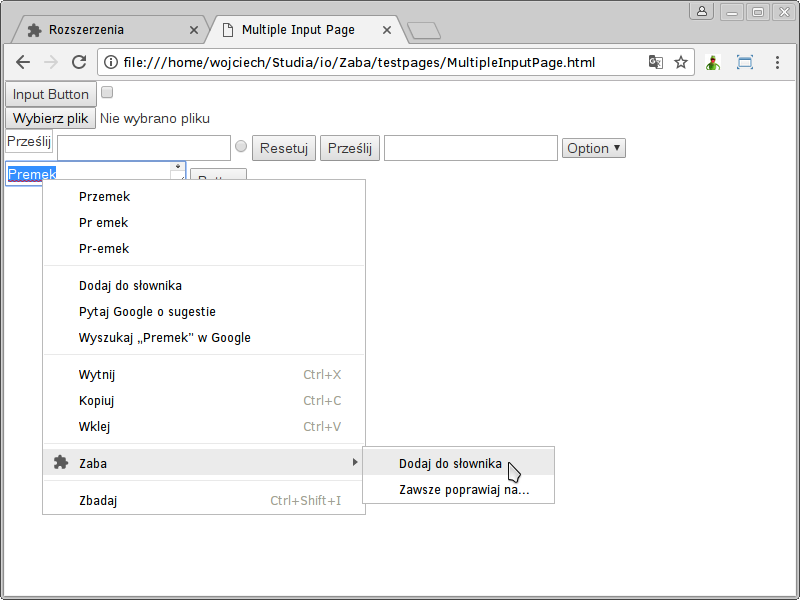 Rozszerzenia
Multiple Input Page
file:///home/wojciech/Studia/io/Zaba/testpages/MultipleInputPage.html
Input Button
Wybierz plik Nie wybrano pliku
Prześlij Resetuj Prześlij Option
Premek
Przemek
Pr emek
Pr-emek
Dodaj do słownika
Pytaj Google o sugestie
Wyszukaj „Premek” w Google
Wytnij Ctrl+X
Kopiuj Ctrl+C
Wklej Ctrl+V
Zaba
Dodaj do słownika
Zawsze poprawiaj na...
Zbadaj Ctrl+Shift+I